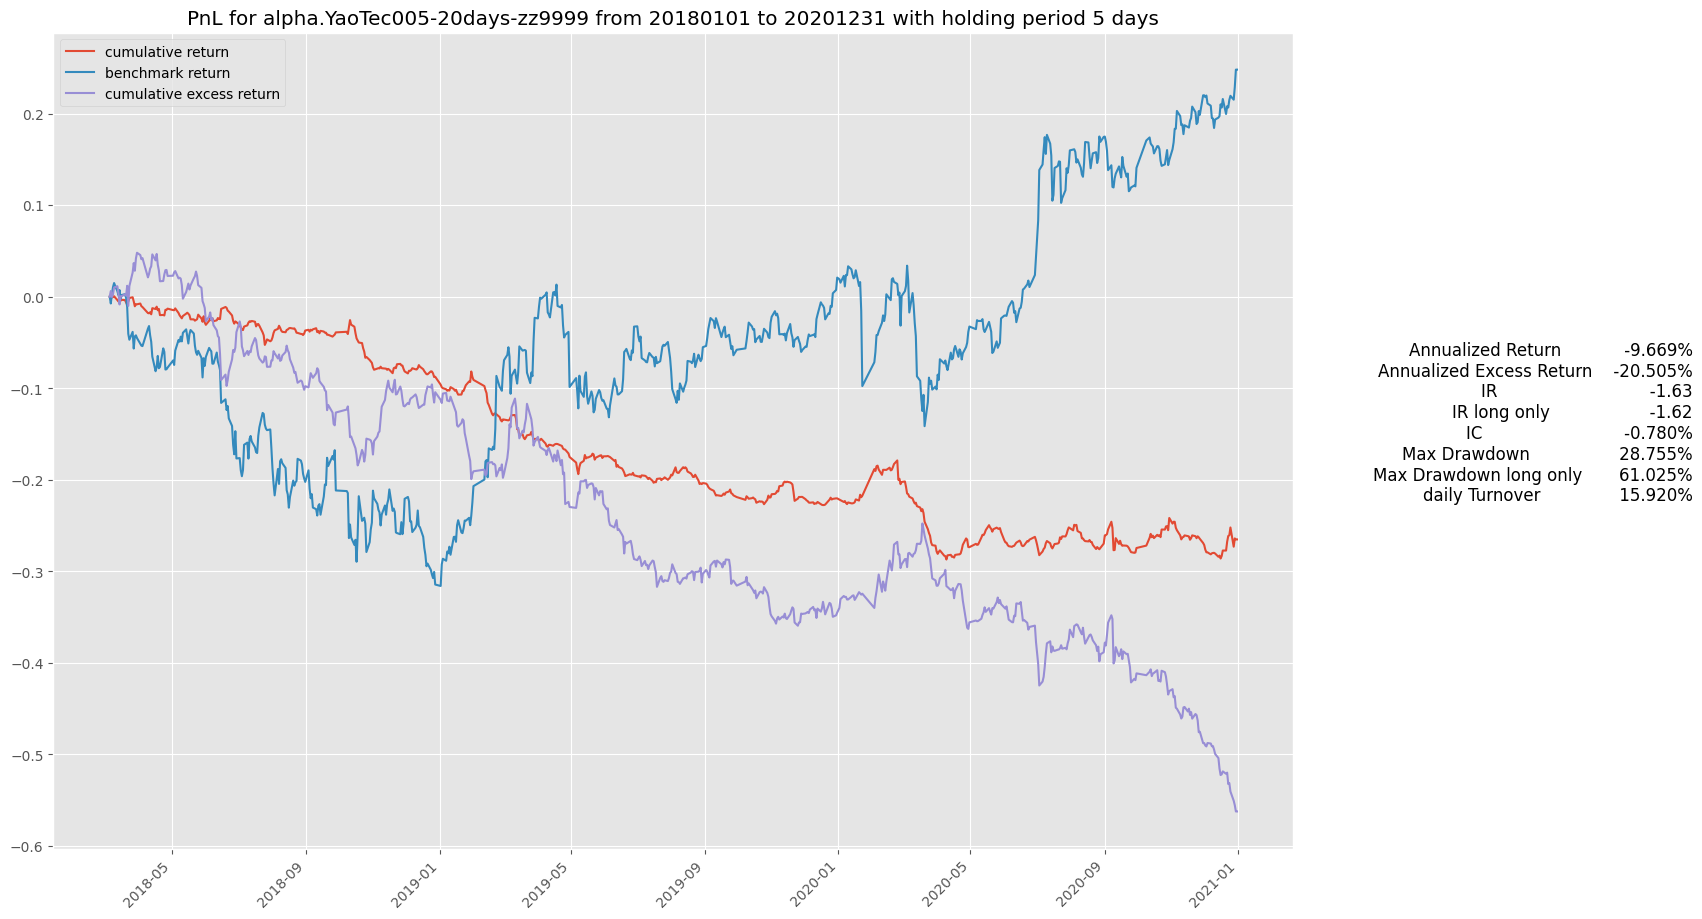 PnL for alpha.YaoTec005-20days-zz9999 from 20180101 to 20201231 with holding period 5 days
cumulative return
benchmark return
cumulative excess return
0.2
0.1
0.0
−0.1
−0.2
−0.3
−0.4
−0.5
−0.6
2018-05
2018-09
2019-01
2019-05
2019-09
2020-01
2020-05
2020-09
2021-01
Annualized Return -9.669%
Annualized Excess Return -20.505%
IR -1.63
IR long only -1.62
IC -0.780%
Max Drawdown 28.755%
Max Drawdown long only 61.025%
daily Turnover 15.920%